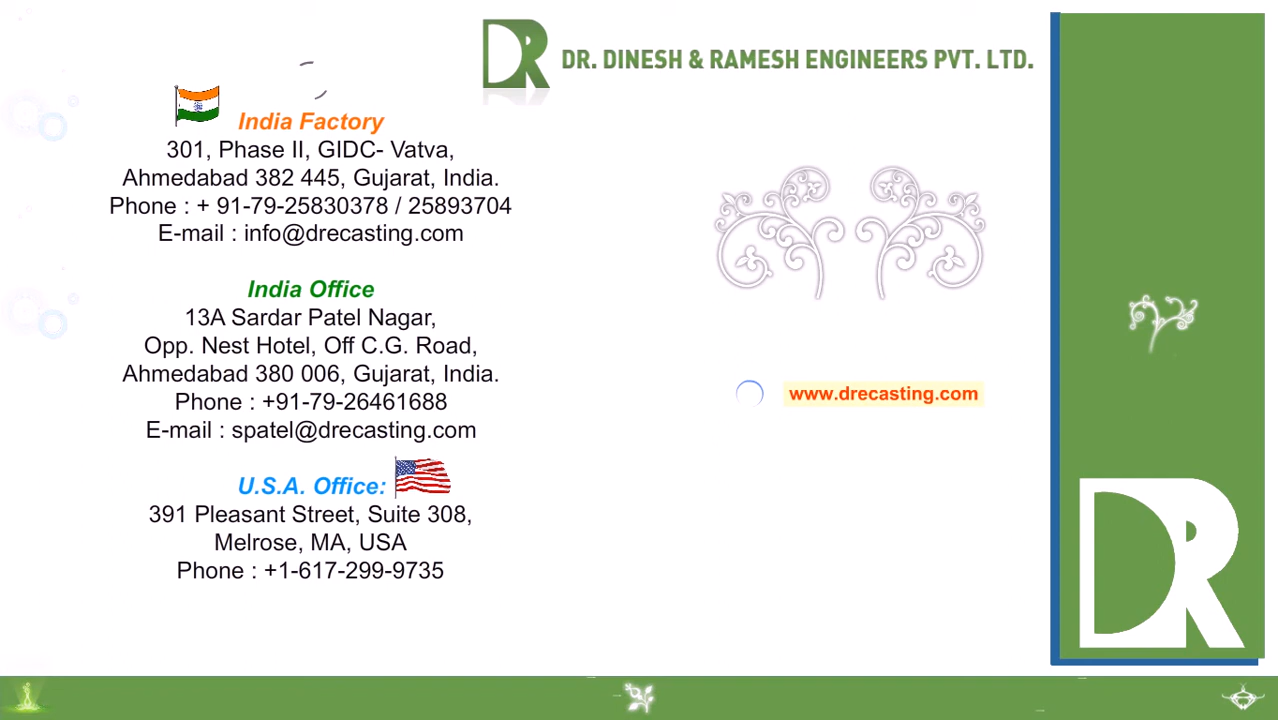 DR DR. DINESH & RAMESH ENGINEERS PVT. LTD.
India Factory
301, Phase II, GIDC- Vatva,
Ahmedabad 382 445, Gujarat, India.
Phone : + 91-79-25830378 / 25893704
E-mail : info@drecasting.com
India Office
13A Sardar Patel Nagar,
Opp. Nest Hotel, Off C.G. Road,
Ahmedabad 380 006, Gujarat, India.
Phone : +91-79-26461688
E-mail : spatel@drecasting.com
U.S.A. Office:
391 Pleasant Street, Suite 308,
Melrose, MA, USA
Phone : +1-617-299-9735
www.drecasting.com
DR